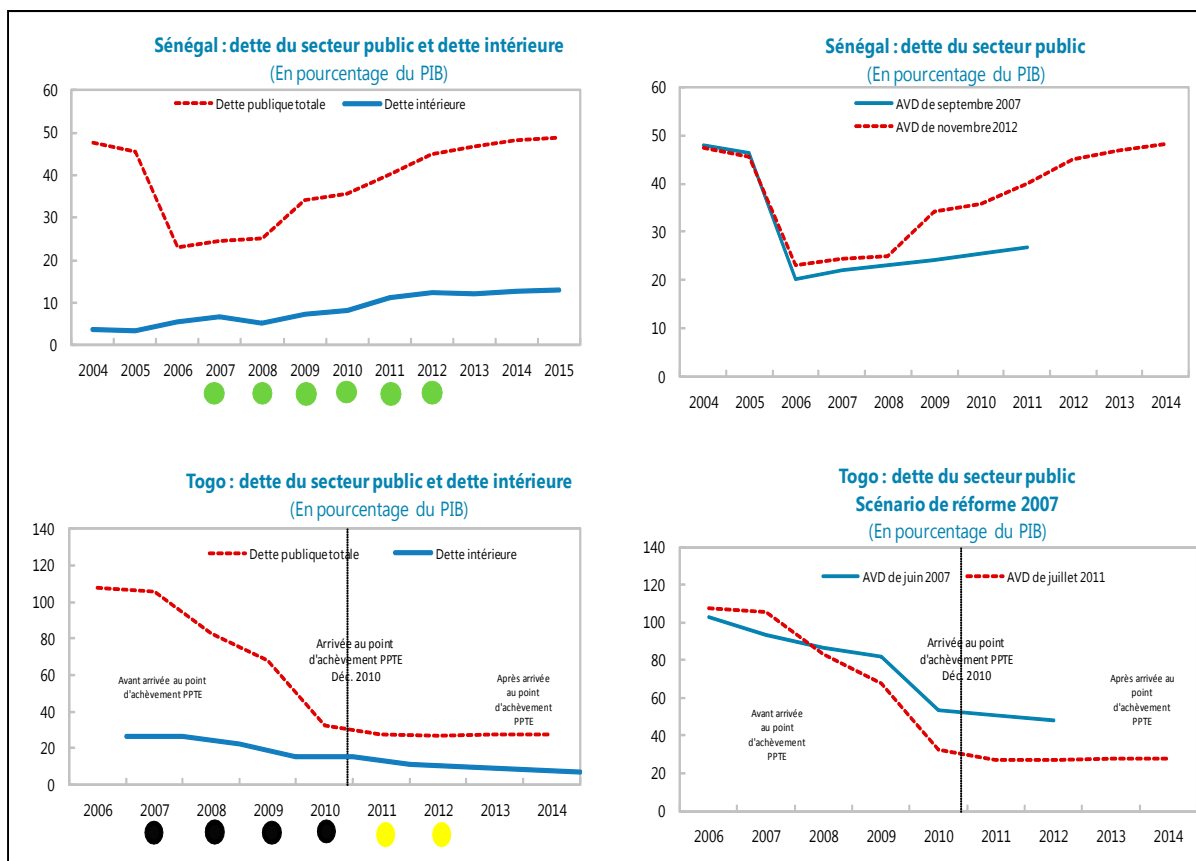 Sénégal : dette du secteur public et dette intérieure
(En pourcentage du PIB)
60
50
40
30
20
10
0
Dette publique totale
Dette intérieure
2004 2005 2006 2007 2008 2009 2010 2011 2012 2013 2014 2015
Sénégal : dette du secteur public
(En pourcentage du PIB)
60
50
40
30
20
10
0
AVD de septembre 2007
AVD de novembre 2012
2004 2005 2006 2007 2008 2009 2010 2011 2012 2013 2014
Togo : dette du secteur public et dette intérieure
(En pourcentage du PIB)
140
120
100
80
60
40
20
0
Dette publique totale
Dette intérieure
Avant arrivée au point
d'achèvement PPTE
Arrivée au point
d'achèvement PPTE
Déc. 2010
Après arrivée
au point
d'achèvement
PPTE
2006 2007 2008 2009 2010 2011 2012 2013 2014
Togo : dette du secteur public
Scénario de réforme 2007
(En pourcentage du PIB)
140
120
100
80
60
40
20
0
AVD de juin 2007
AVD de juillet 2011
Avant arrivée
au point
d'achèvement
PPTE
Arrivée au point
d'achèvement PPTE
Déc. 2010
Après arrivée au
point
d'achèvement
PPTE
2006 2007 2008 2009 2010 2011 2012 2013 2014